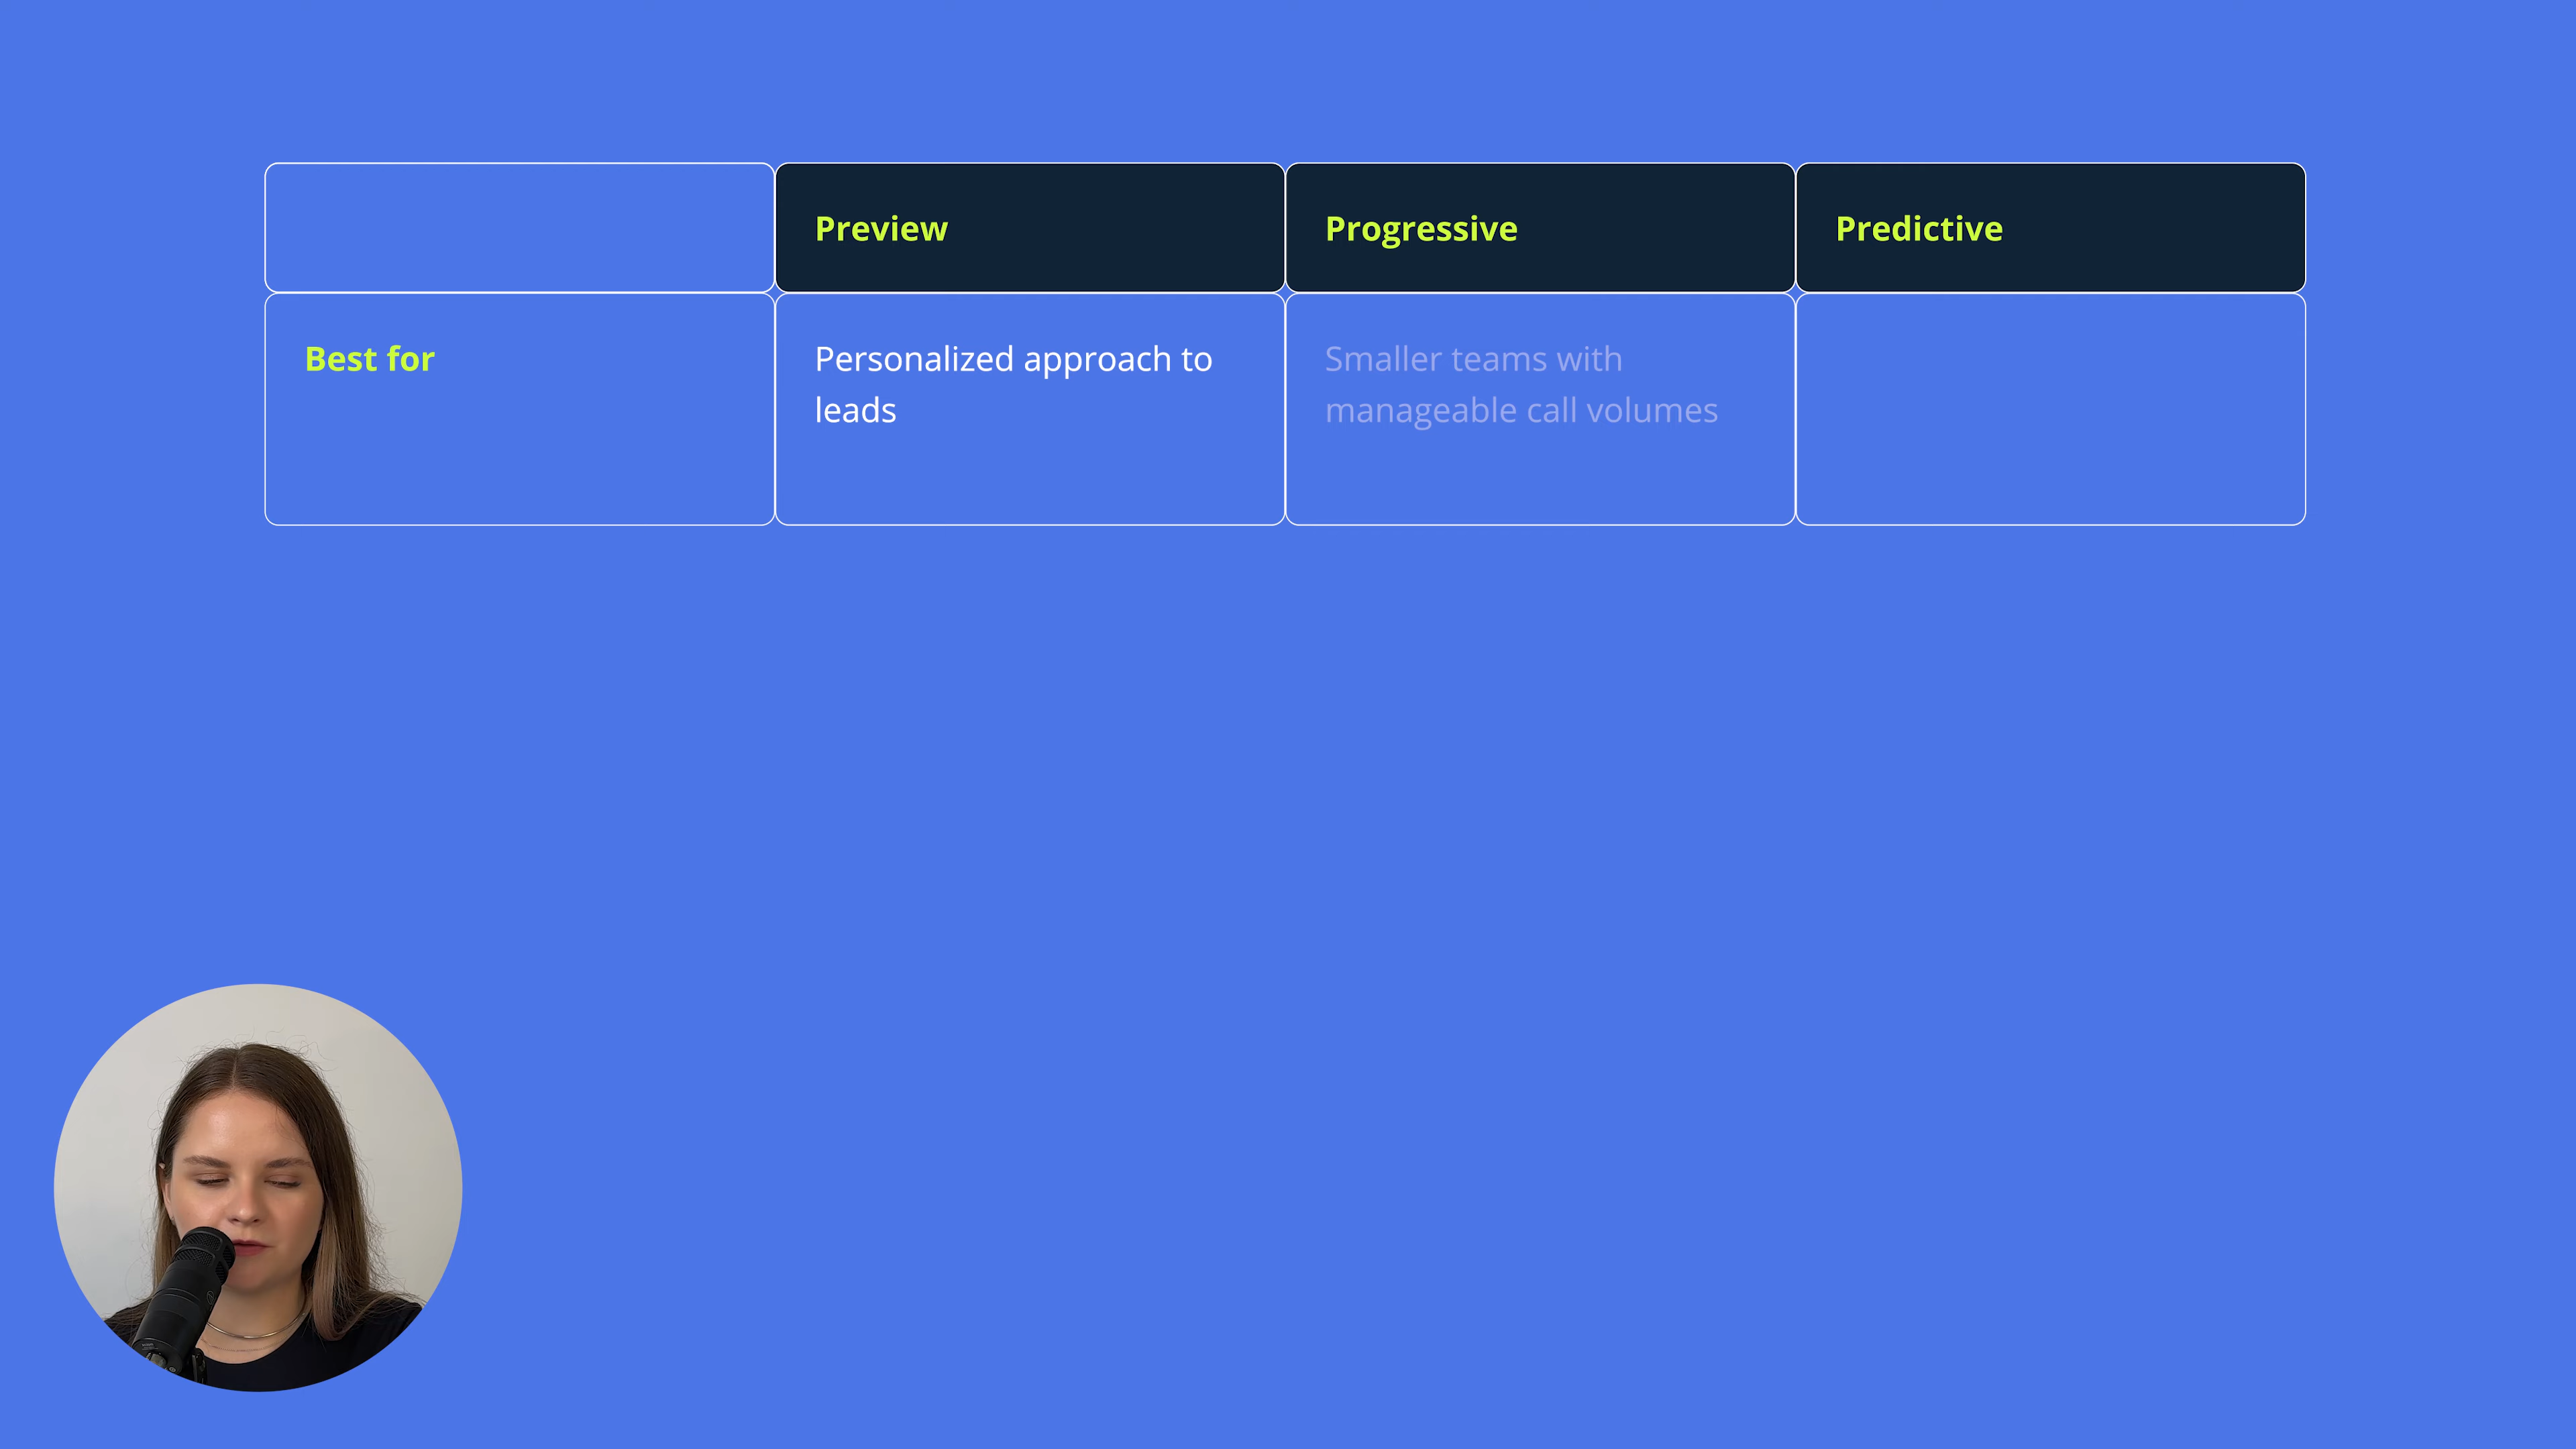 Preview
Progressive
Predictive
Best for
Personalized approach to
leads
Smaller teams with
manageable call volumes